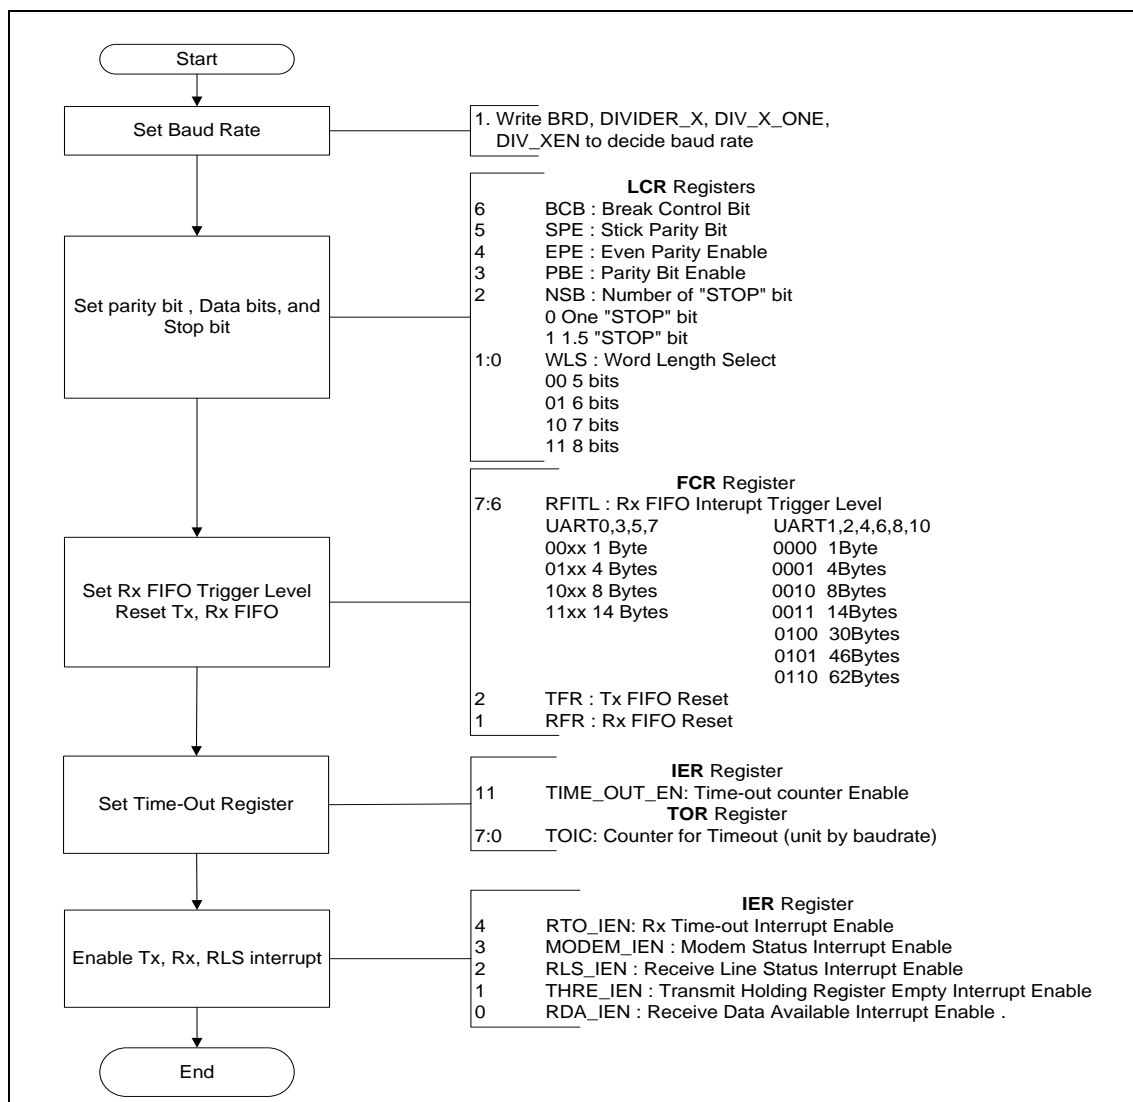 Start
Set Baud Rate
1. Write BRD, DIVIDER_X, DIV_X_ONE,
DIV_XEN to decide baud rate
Set parity bit , Data bits, and
Stop bit
LCR Registers
6 BCB : Break Control Bit
5 SPE : Stick Parity Bit
4 EPE : Even Parity Enable
3 PBE : Parity Bit Enable
2 NSB : Number of "STOP" bit
0 One "STOP" bit
1 1.5 "STOP" bit
1:0 WLS : Word Length Select
00 5 bits
01 6 bits
10 7 bits
11 8 bits
Set Rx FIFO Trigger Level
Reset Tx, Rx FIFO
FCR Register
7:6 RFITL : Rx FIFO Interupt Trigger Level
UART0,3,5,7 UART1,2,4,6,8,10
00xx 1 Byte 0000 1Byte
01xx 4 Bytes 0001 4Bytes
10xx 8 Bytes 0010 8Bytes
11xx 14 Bytes 0011 14Bytes
0100 30Bytes
0101 46Bytes
0110 62Bytes
2 TFR : Tx FIFO Reset
1 RFR : Rx FIFO Reset
Set Time-Out Register
IER Register
11 TIME_OUT_EN: Time-out counter Enable
TOR Register
7:0 TOIC: Counter for Timeout (unit by baudrate)
Enable Tx, Rx, RLS interrupt
IER Register
4 RTO_IEN: Rx Time-out Interrupt Enable
3 MODEM_IEN : Modem Status Interrupt Enable
2 RLS_IEN : Receive Line Status Interrupt Enable
1 THRE_IEN : Transmit Holding Register Empty Interrupt Enable
0 RDA_IEN : Receive Data Available Interrupt Enable .
End